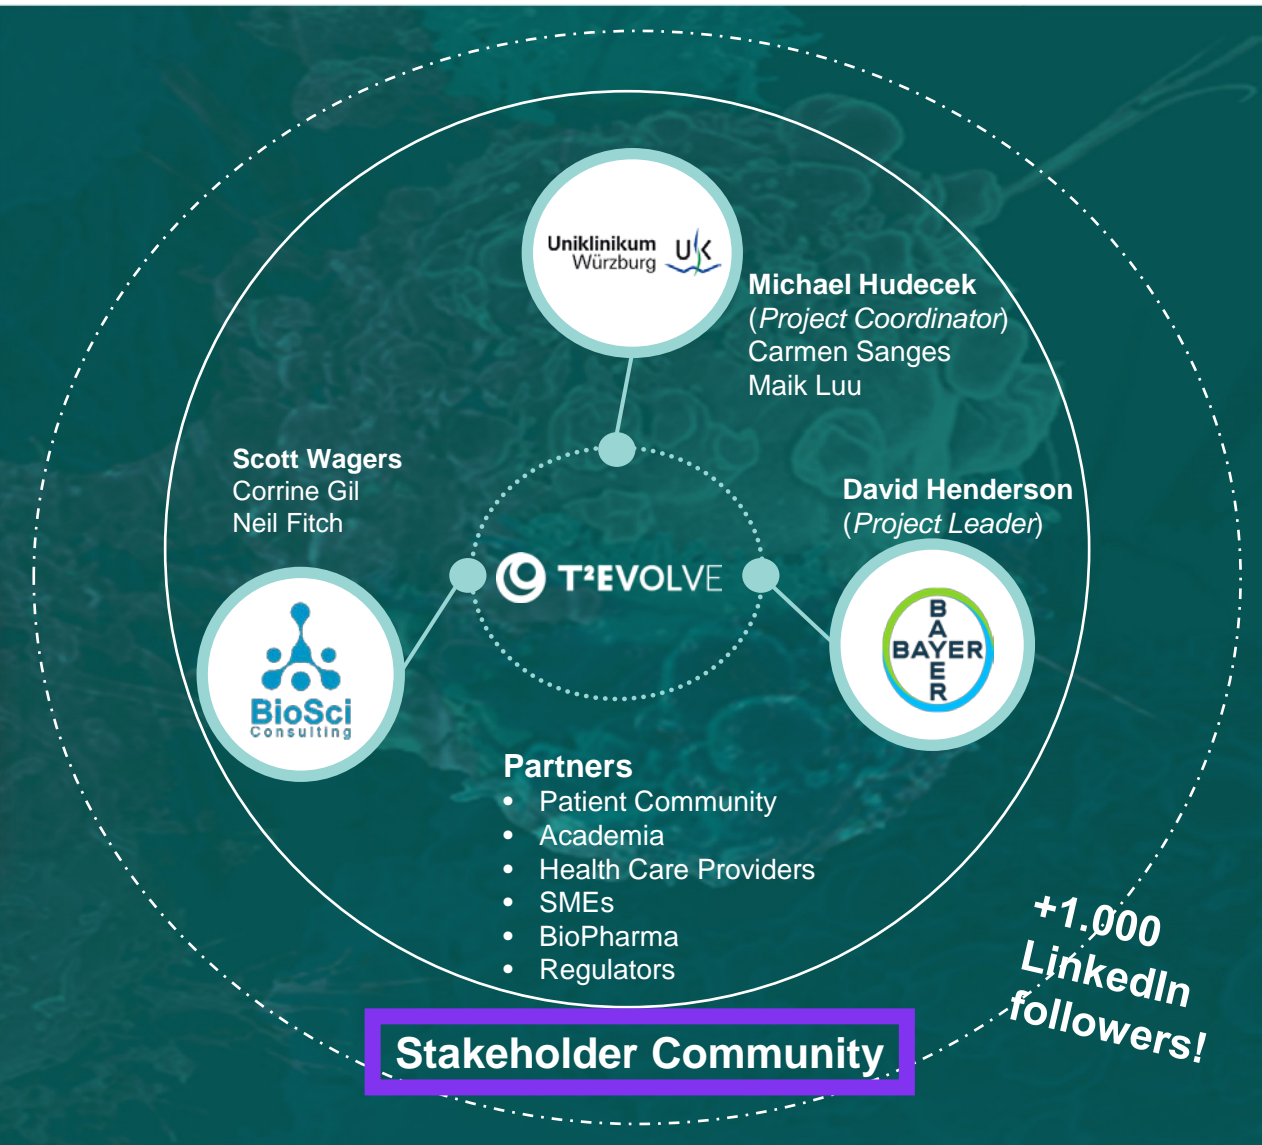 Uniklinikum
Würzburg
UK
Michael Hudecek
(Project Coordinator)
Carmen Sanges
Maik Luu
Scott Wagers
Corrine Gil
Neil Fitch
David Henderson
(Project Leader)
T²EVOLVE
BioSci
Consulting
BAYER
BAYER
Partners
• Patient Community
• Academia
• Health Care Providers
• SMEs
• BioPharma
• Regulators
+1.000
LinkedIn
followers!
Stakeholder Community